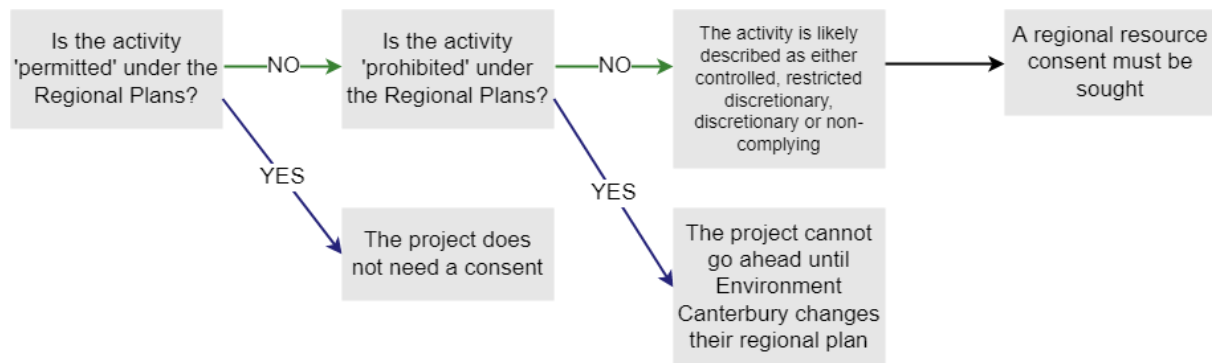 Is the activity
'permitted' under the
Regional Plans?
NO
Is the activity
'prohibited' under
the Regional Plans?
NO
The activity is likely
described as either
controlled, restricted
discretionary,
discretionary or non-
complying
A regional resource
consent must be
sought
YES
The project does
not need a consent
YES
The project cannot
go ahead until
Environment
Canterbury changes
their regional plan